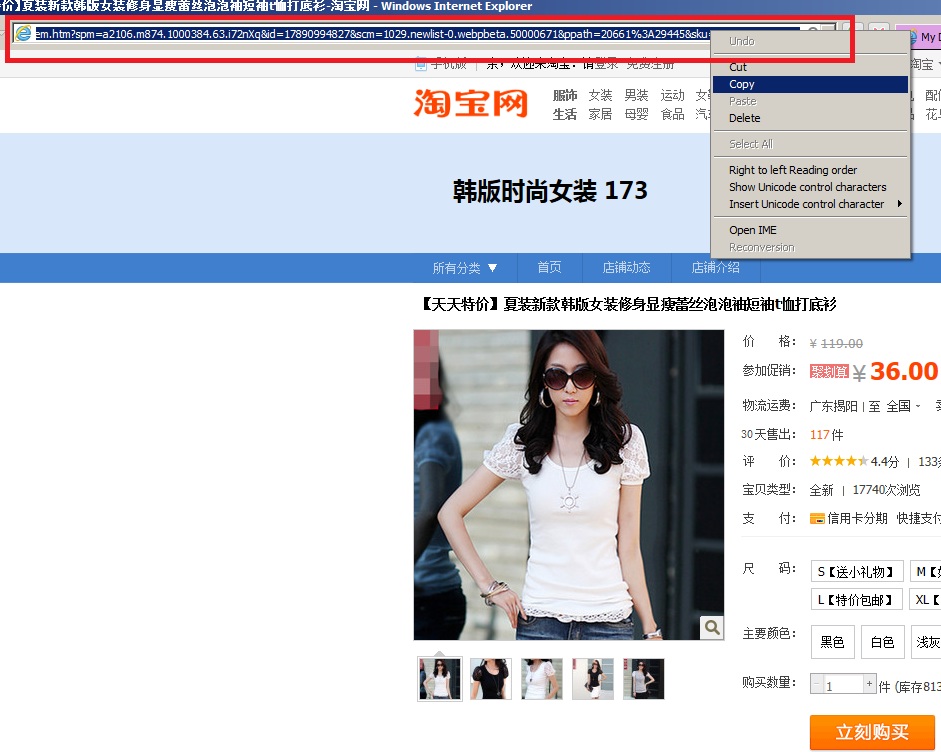 价】夏装新款韩版女装修身显瘦蕾丝泡泡袖短袖t恤打底衫-淘宝网 - Windows Internet Explorer
em.htm?spm=a2106.m874.1000384.63.i72nXq&id=17890994827&scm=1029.newlist-0.webpbeta.50000671&ppath=20661%3A29445&sku=
My D
Undo
手机版 亲，欢迎来淘宝！请登录 免费注册
淘宝
Cut
Copy
Paste
Delete
Select All
Right to left Reading order
Show Unicode control characters
Insert Unicode control character
Open IME
Reconversion
淘宝网
服饰 女装 男装 运动
生活 家居 母婴 食品
韩版时尚女装 173
所有分类 ▼ 首页 店铺动态 店铺介绍
【天天特价】夏装新款韩版女装修身显瘦蕾丝泡泡袖短袖t恤打底衫
价 格： ¥ 119.00
参加促销： 聚划算 ¥ 36.00
物流运费： 广东揭阳 | 至 全国
30天售出： 117件
评 价： ★★★★★ 4.4分 | 133
宝贝类型： 全新 | 17740次浏览
支 付： 信用卡分期 快捷支付
尺 码： S【送小礼物】 M【
L【特价包邮】 XL【
主要颜色： 黑色 白色 浅灰
购买数量： - 1 + 件 (库存813
立刻购买